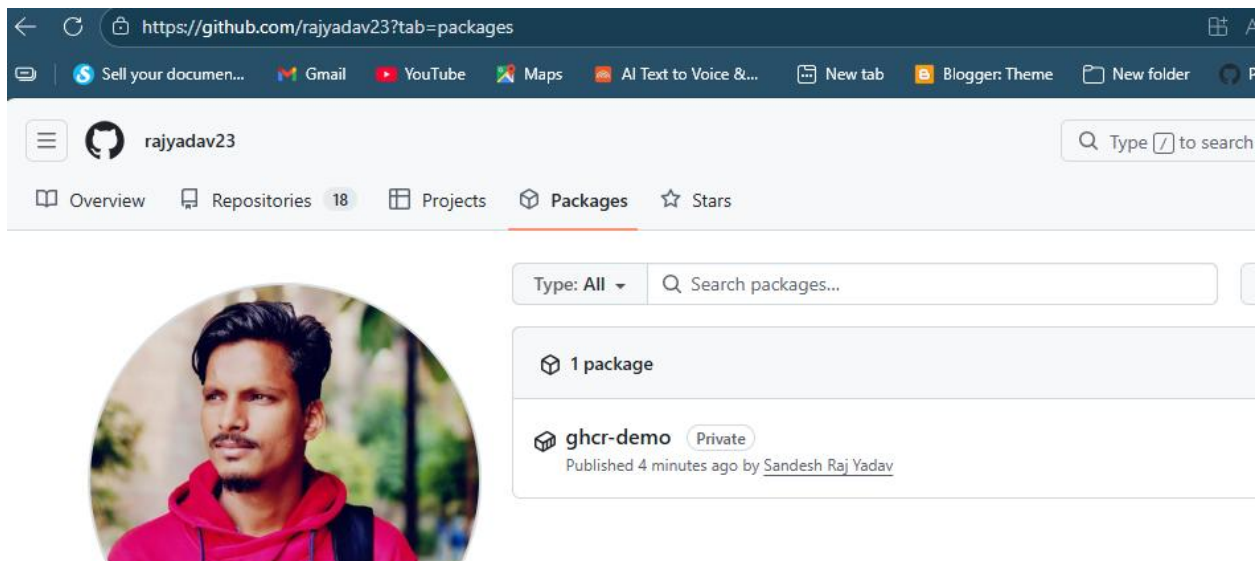 https://github.com/rajyadav23?tab=packages
Sell your documen... Gmail YouTube Maps AI Text to Voice &... New tab Blogger: Theme New folder
rajyadav23
Type / to search
Overview Repositories 18 Projects Packages Stars
Type: All Search packages...
1 package
ghcr-demo Private
Published 4 minutes ago by Sandesh Raj Yadav